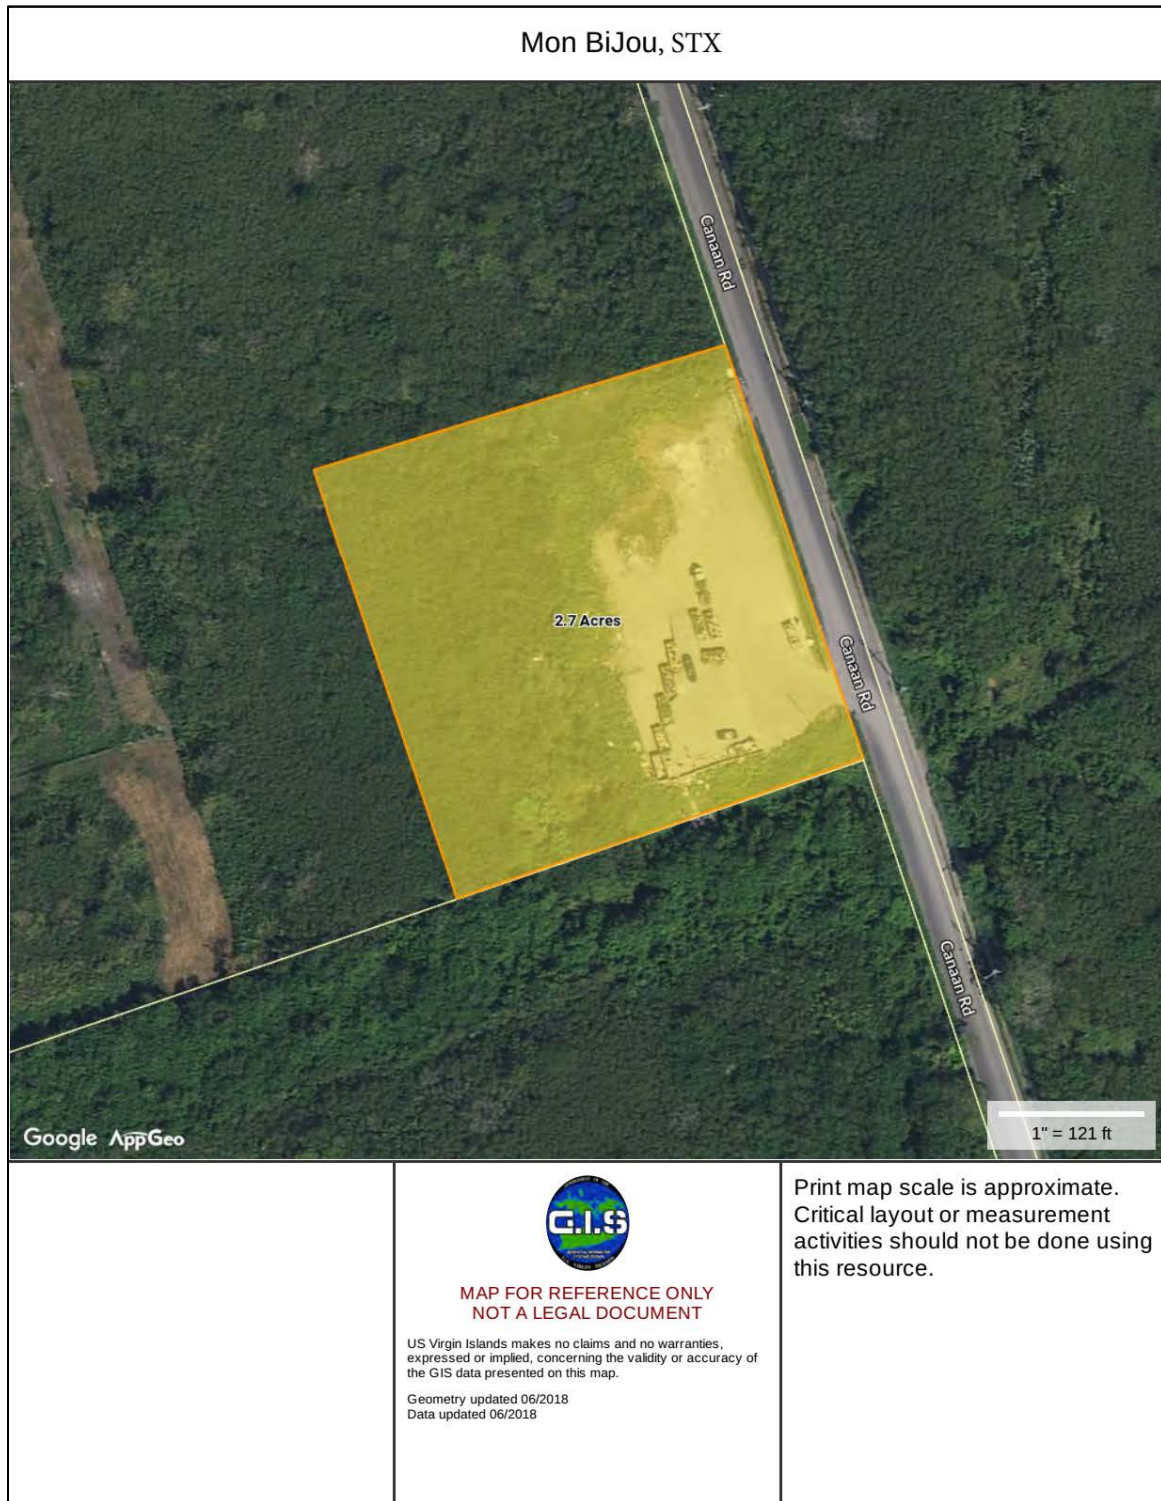 Mon BiJou, STX
Canaan Rd
2.7 Acres
Canaan Rd
Canaan Rd
Google AppGeo
1" = 121 ft
G.I.S
MAP FOR REFERENCE ONLY
NOT A LEGAL DOCUMENT
US Virgin Islands makes no claims and no warranties,
expressed or implied, concerning the validity or accuracy of
the GIS data presented on this map.
Geometry updated 06/2018
Data updated 06/2018
Print map scale is approximate.
Critical layout or measurement
activities should not be done using
this resource.